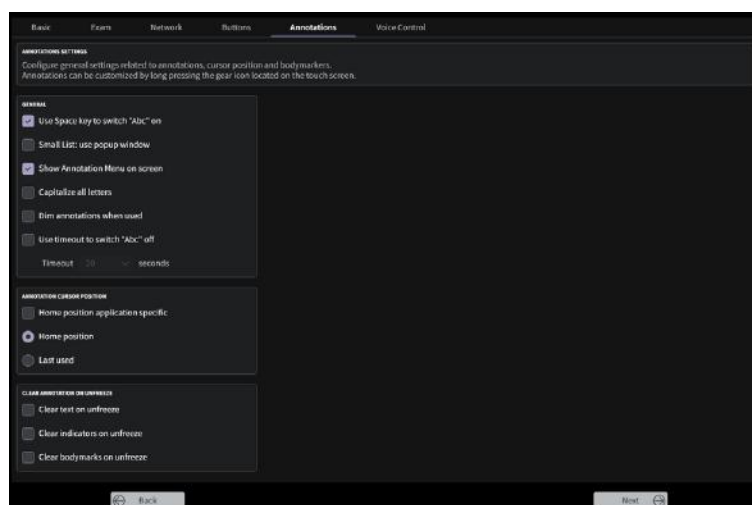 Basic Exam Network Buttons Annotations Voice Control
ANNOTATIONS SETTINGS
Configure general settings related to annotations, cursor position and bodymarkers.
Annotations can be customized by long pressing the gear icon located on the touch screen.
GENERAL
Use Space key to switch "Abc" on
Small List: use popup window
Show Annotation Menu on screen
Capitalize all letters
Dim annotations when used
Use timeout to switch "Abc" off
Timeout 20 seconds
ANNOTATION CURSOR POSITION
Home position application specific
Home position
Last used
CLEAR ANNOTATION ON UNFREEZE
Clear text on unfreeze
Clear indicators on unfreeze
Clear bodymarks on unfreeze
Back Next